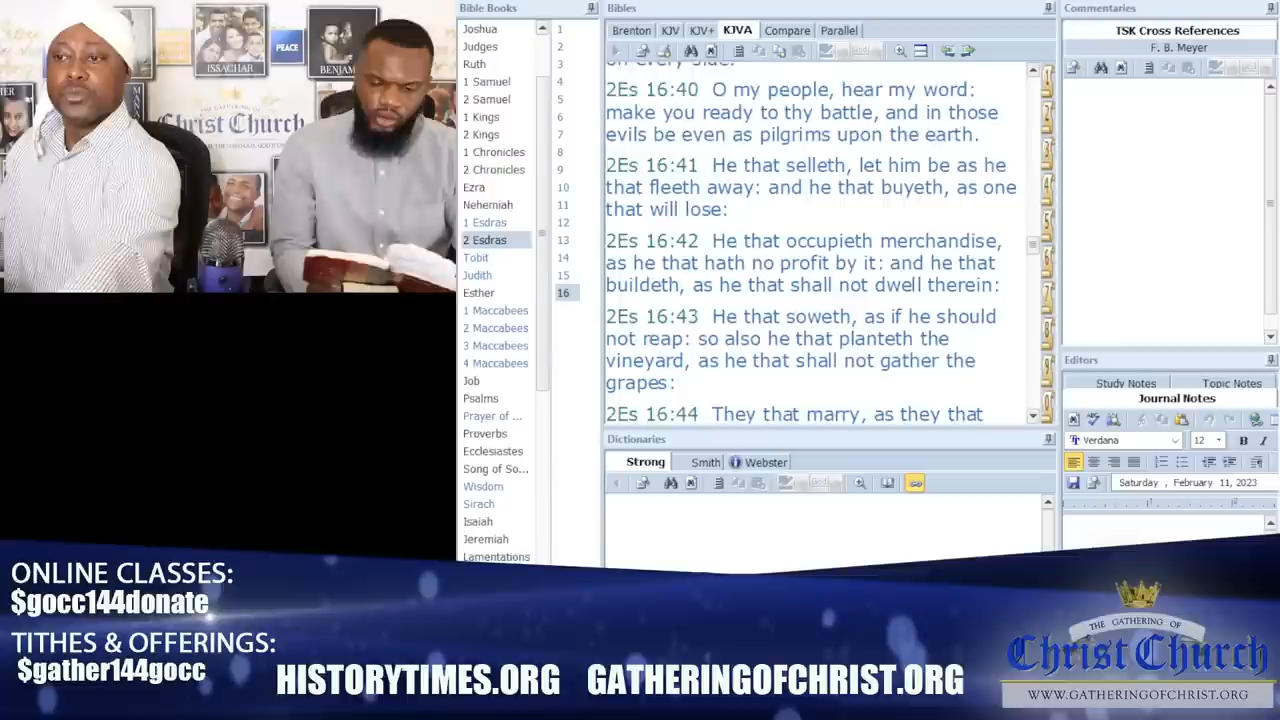 ISSACHAR
PEACE
BENJAM
THE GATHERING OF
Christ Church
Bible Books
Joshua
Judges
Ruth
1 Samuel
2 Samuel
1 Kings
2 Kings
1 Chronicles
2 Chronicles
Ezra
Nehemiah
1 Esdras
2 Esdras
Tobit
Judith
Esther
1 Maccabees
2 Maccabees
3 Maccabees
4 Maccabees
Job
Psalms
Prayer of ...
Proverbs
Ecclesiastes
Song of So...
Wisdom
Sirach
Isaiah
Jeremiah
Lamentations
1
2
3
4
5
6
7
8
9
10
11
12
13
14
15
16
Bibles
Brenton KJV KJV+ KJVA Compare Parallel
on every side.
2Es 16:40 O my people, hear my word:
make you ready to thy battle, and in those
evils be even as pilgrims upon the earth.
2Es 16:41 He that selleth, let him be as he
that fleeth away: and he that buyeth, as one
that will lose:
2Es 16:42 He that occupieth merchandise,
as he that hath no profit by it: and he that
buildeth, as he that shall not dwell therein:
2Es 16:43 He that soweth, as if he should
not reap: so also he that planteth the
vineyard, as he that shall not gather the
grapes:
2Es 16:44 They that marry, as they that
Dictionaries
Strong Smith Webster
Commentaries
TSK Cross References
F. B. Meyer
Editors
Study Notes Topic Notes
Journal Notes
Verdana 12 B I
Saturday , February 11, 2023
ONLINE CLASSES:
$gocc144donate
TITHES & OFFERINGS:
$gather144gocc
HISTORYTIMES.ORG GATHERINGOFCHRIST.ORG
THE GATHERING OF
Christ Church
WWW.GATHERINGOFCHRIST.ORG